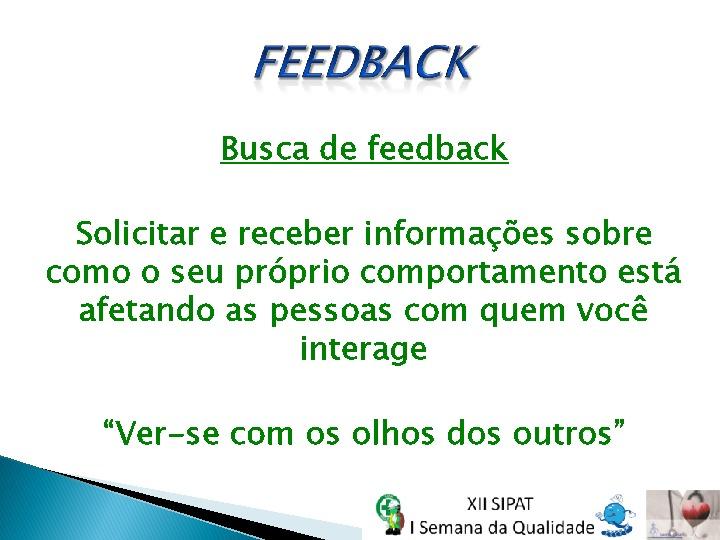 FEEDBACK
Busca de feedback
Solicitar e receber informações sobre
como o seu próprio comportamento está
afetando as pessoas com quem você
interage
“Ver-se com os olhos dos outros”
XII SIPAT
I Semana da Qualidade